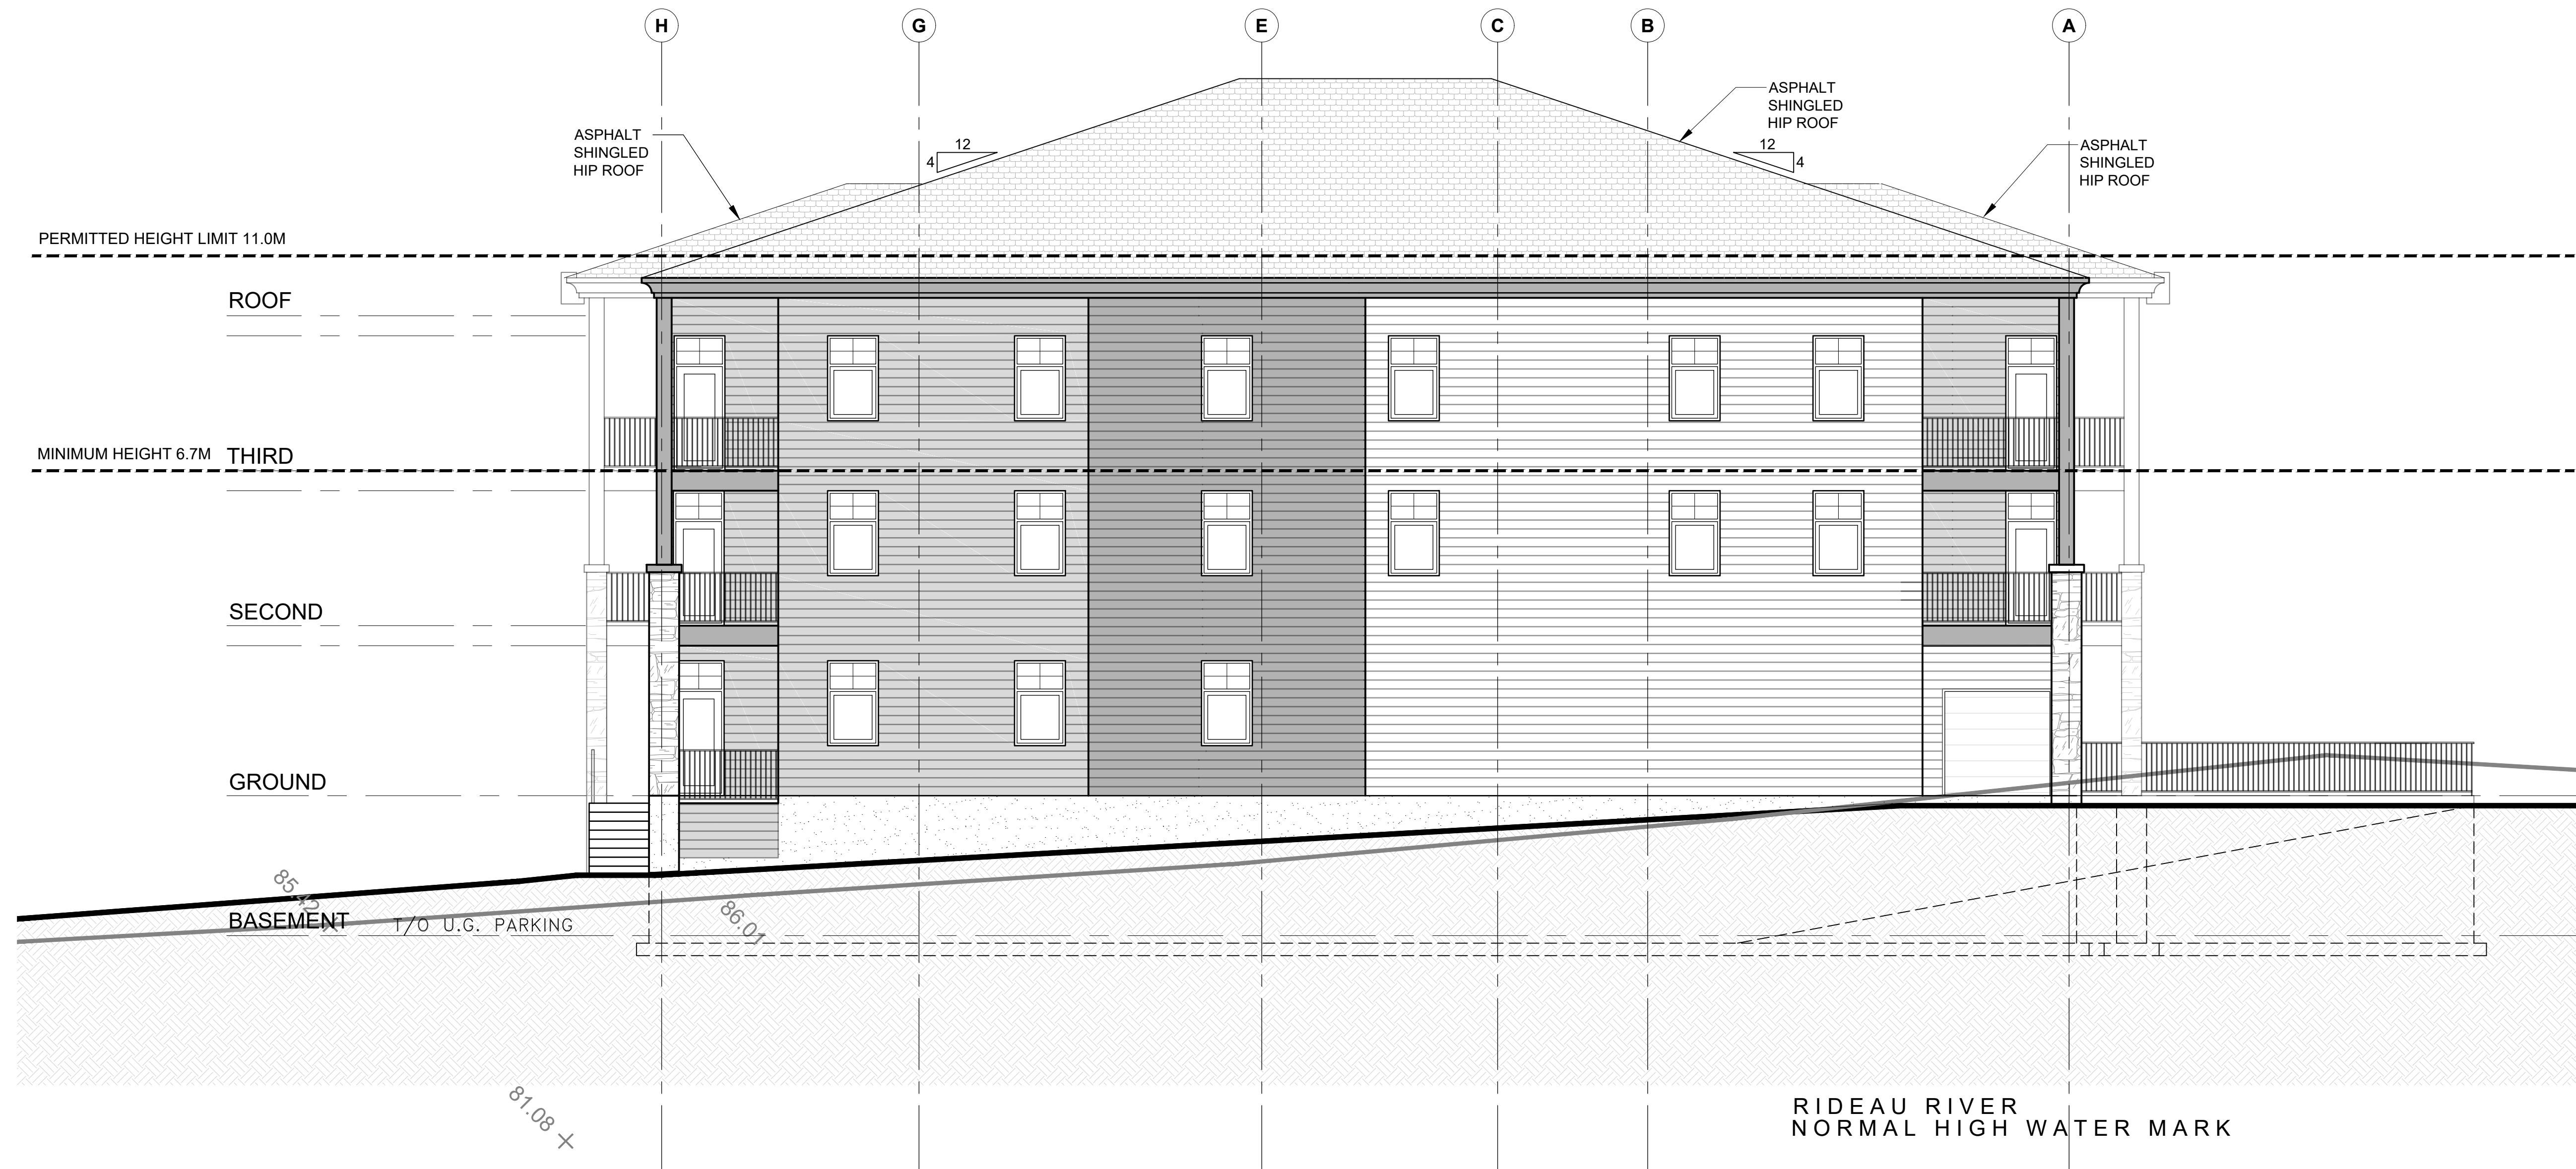 H
G
E
C
B
A
ASPHALT
SHINGLED
HIP ROOF
ASPHALT
SHINGLED
HIP ROOF
ASPHALT
SHINGLED
HIP ROOF
12
4
12
4
PERMITTED HEIGHT LIMIT 11.0M
ROOF
MINIMUM HEIGHT 6.7M
THIRD
SECOND
GROUND
85.42
BASEMENT
T/O U.G. PARKING
86.01
81.08
RIDEAU RIVER
NORMAL HIGH WATER MARK